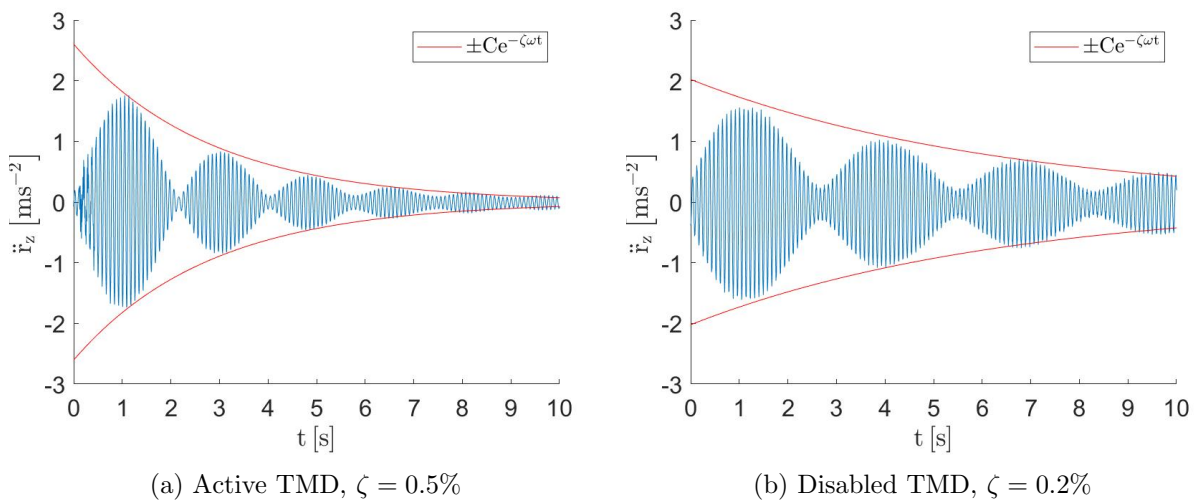 3
2
1
0
-1
-2
-3
r̈z [ms⁻²]
0 1 2 3 4 5 6 7 8 9 10
t [s]
±Ce^{-ζωt}
(a) Active TMD, ζ = 0.5%
3
2
1
0
-1
-2
-3
r̈z [ms⁻²]
0 1 2 3 4 5 6 7 8 9 10
t [s]
±Ce^{-ζωt}
(b) Disabled TMD, ζ = 0.2%